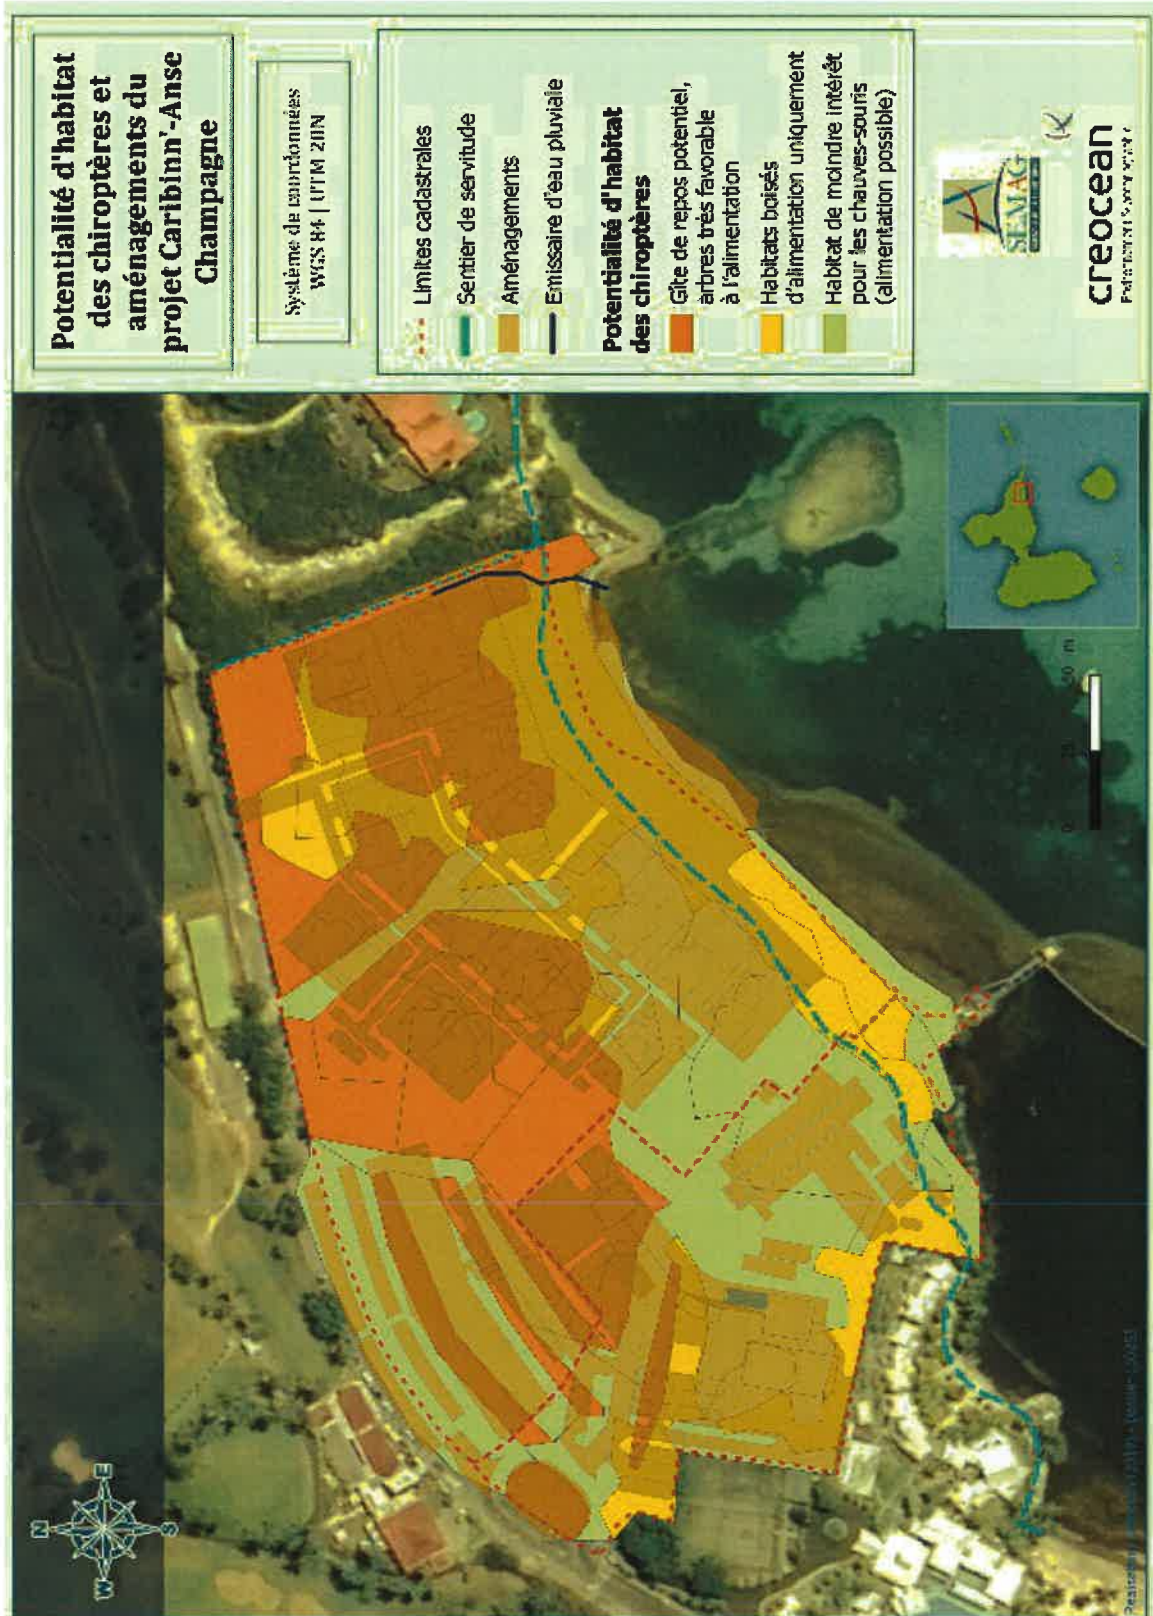 Potentialité d'habitat
des chiroptères et
aménagements du
projet Caribinn'-Anse
Champagne
Système de coordonnées
WGS 84 | UTM 20N
Limites cadastrales
Sentier de servitude
Aménagements
Emissaire d'eau pluviale
Potentialité d'habitat
des chiroptères
Gîte de repos potentiel,
arbres très favorable
à l'alimentation
Habitats boisés
d'alimentation uniquement
Habitat de moindre intérêt
pour les chauves-souris
(alimentation possible)
SEMAG
creocean
N
E
S
W
0 25 50 m